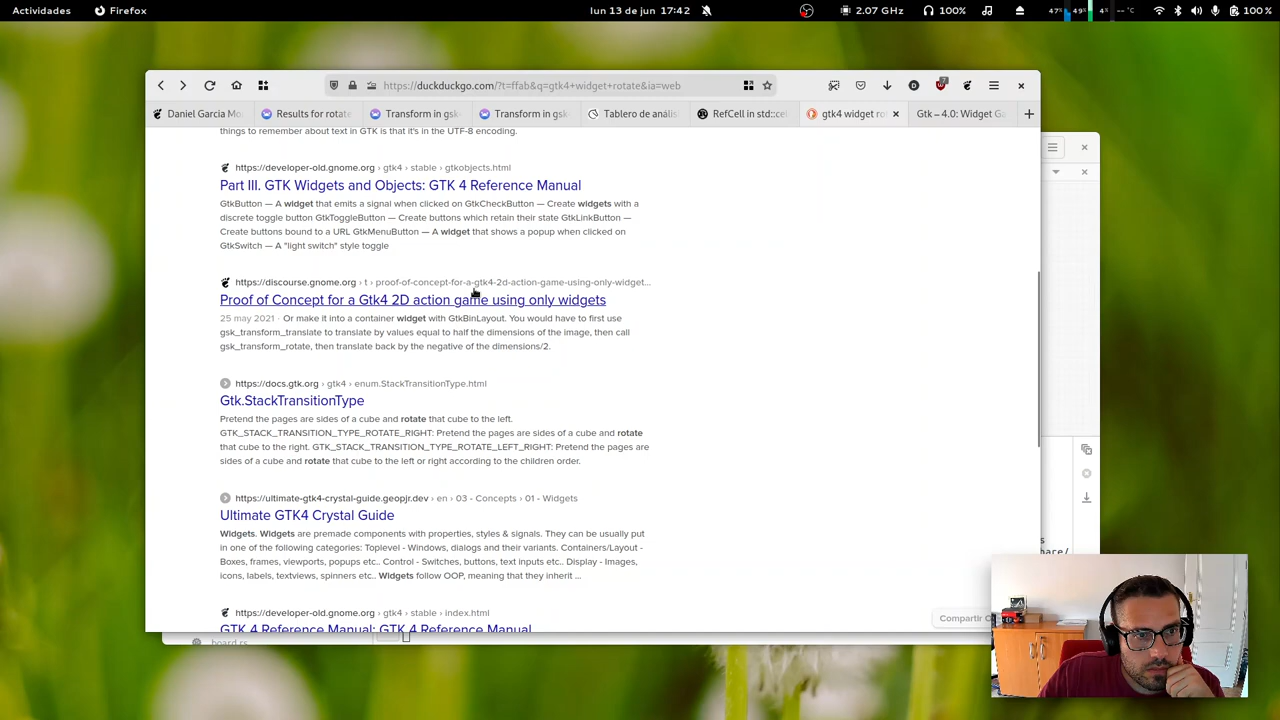 Actividades
Firefox
lun 13 de jun 17:42
2.07 GHz
100%
47%
49%
4%
-- °C
100 %
https://duckduckgo.com/?t=ffab&q=gtk4+widget+rotate&ia=web
7
Daniel Garcia Mo
Results for rotate
Transform in gsk
Transform in gsk
Tablero de anális
RefCell in std::cel
gtk4 widget ro
Gtk – 4.0: Widget Ga
things to remember about text in GTK is that it's in the UTF-8 encoding.
https://developer-old.gnome.org › gtk4 › stable › gtkobjects.html
Part III. GTK Widgets and Objects: GTK 4 Reference Manual
GtkButton — A widget that emits a signal when clicked on GtkCheckButton — Create widgets with a
discrete toggle button GtkToggleButton — Create buttons which retain their state GtkLinkButton —
Create buttons bound to a URL GtkMenuButton — A widget that shows a popup when clicked on
GtkSwitch — A "light switch" style toggle
https://discourse.gnome.org › t › proof-of-concept-for-a-gtk4-2d-action-game-using-only-widget...
Proof of Concept for a Gtk4 2D action game using only widgets
25 may 2021 · Or make it into a container widget with GtkBinLayout. You would have to first use
gsk_transform_translate to translate by values equal to half the dimensions of the image, then call
gsk_transform_rotate, then translate back by the negative of the dimensions/2.
https://docs.gtk.org › gtk4 › enum.StackTransitionType.html
Gtk.StackTransitionType
Pretend the pages are sides of a cube and rotate that cube to the left.
GTK_STACK_TRANSITION_TYPE_ROTATE_RIGHT: Pretend the pages are sides of a cube and rotate
that cube to the right. GTK_STACK_TRANSITION_TYPE_ROTATE_LEFT_RIGHT: Pretend the pages are
sides of a cube and rotate that cube to the left or right according to the children order.
https://ultimate-gtk4-crystal-guide.geopjr.dev › en › 03 - Concepts › 01 - Widgets
Ultimate GTK4 Crystal Guide
Widgets. Widgets are premade components with properties, styles & signals. They can be usually put
in one of the following categories: Toplevel - Windows, dialogs and their variants. Containers/Layout -
Boxes, frames, viewports, popups etc.. Control - Switches, buttons, text inputs etc.. Display - Images,
icons, labels, textviews, spinners etc.. Widgets follow OOP, meaning that they inherit ...
https://developer-old.gnome.org › gtk4 › stable › index.html
GTK 4 Reference Manual: GTK 4 Reference Manual
Compartir
board.rs